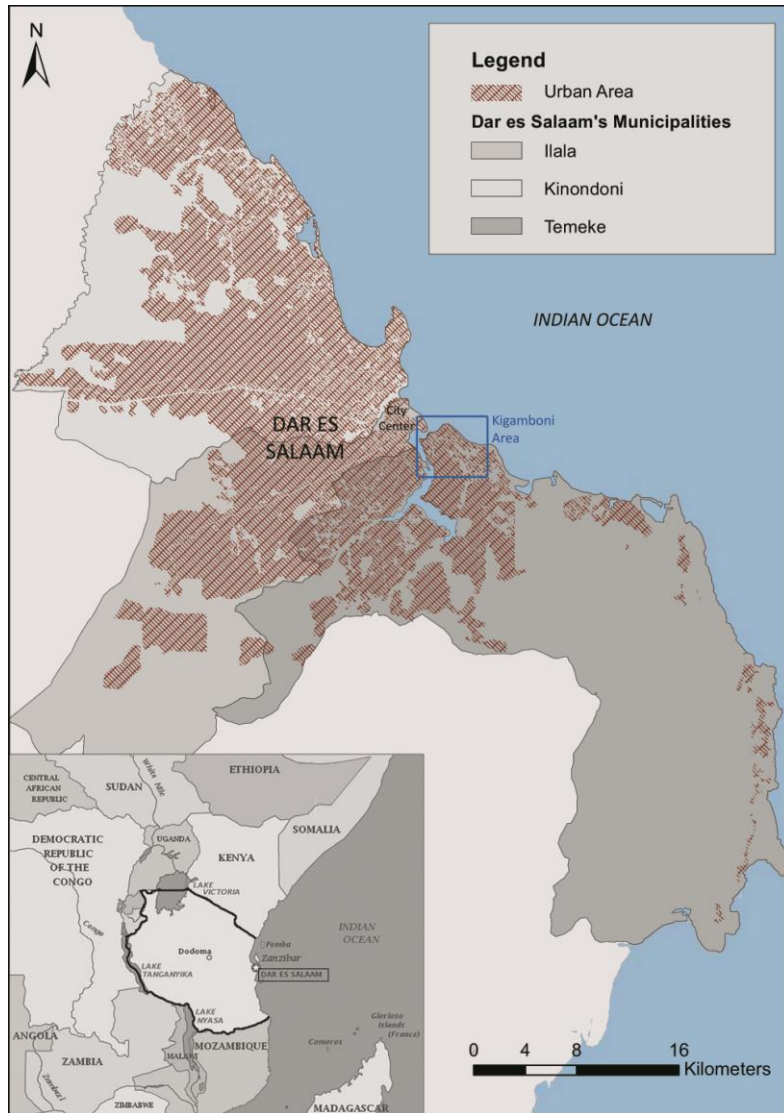 N
Legend
Urban Area
Dar es Salaam's Municipalities
Ilala
Kinondoni
Temeke
INDIAN OCEAN
City
Center
Kigamboni
Area
DAR ES
SALAAM
CENTRAL
AFRICAN
REPUBLIC
SUDAN
White Nile
ETHIOPIA
SOMALIA
UGANDA
KENYA
DEMOCRATIC
REPUBLIC
OF THE
CONGO
LAKE
VICTORIA
Congo
INDIAN
OCEAN
Pemba
Dodoma
Zanzibar
DAR ES SALAAM
LAKE
TANGANYIKA
LAKE
NYASA
Glorioso
Islands
(France)
Comoros
ANGOLA
ZAMBIA
MALAWI
MOZAMBIQUE
Zambezi
ZIMBABWE
MADAGASCAR
0 4 8 16
Kilometers